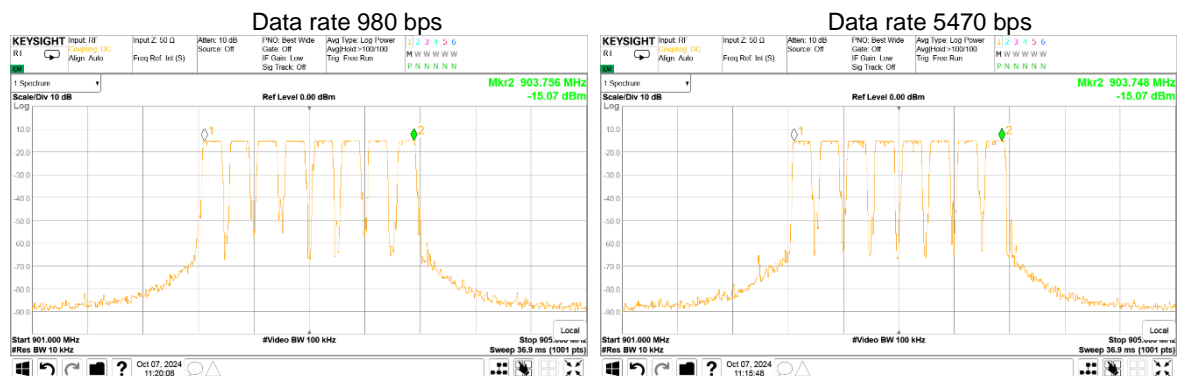 Data rate 980 bps
KEYSIGHT Input: RF Input Z: 50 Ω Atten: 10 dB PNO: Best Wide Avg Type: Log Power 1 2 3 4 5 6
R1 Coupling: DC Source: Off Gate: Off Avg|Hold:>100/100 M W W W W W
Align: Auto Freq Ref: Int (S) IF Gain: Low Trig: Free Run
Sig Track: Off P N N N N N
1 Spectrum
Mkr2 903.756 MHz
Scale/Div 10 dB Ref Level 0.00 dBm -15.07 dBm
Log
1 2
10.0
-20.0
-30.0
-40.0
-50.0
-60.0
-80.0
-90.0
Local
Start 901.000 MHz #Video BW 100 kHz Stop 905.
#Res BW 10 kHz Sweep 36.9 ms (1001 pts)
? Oct 07, 2024
11:20:08
Data rate 5470 bps
KEYSIGHT Input: RF Input Z: 50 Ω Atten: 10 dB PNO: Best Wide Avg Type: Log Power 1 2 3 4 5 6
R1 Coupling: DC Source: Off Gate: Off Avg|Hold:>100/100 M W W W W W
Align: Auto Freq Ref: Int (S) IF Gain: Low Trig: Free Run
Sig Track: Off P N N N N N
1 Spectrum
Mkr2 903.748 MHz
Scale/Div 10 dB Ref Level 0.00 dBm -15.07 dBm
Log
1 2
10.0
-20.0
-30.0
-40.0
-50.0
-60.0
-80.0
-90.0
Local
Start 901.000 MHz #Video BW 100 kHz Stop 905.
#Res BW 10 kHz Sweep 36.9 ms (1001 pts)
? Oct 07, 2024
11:15:48